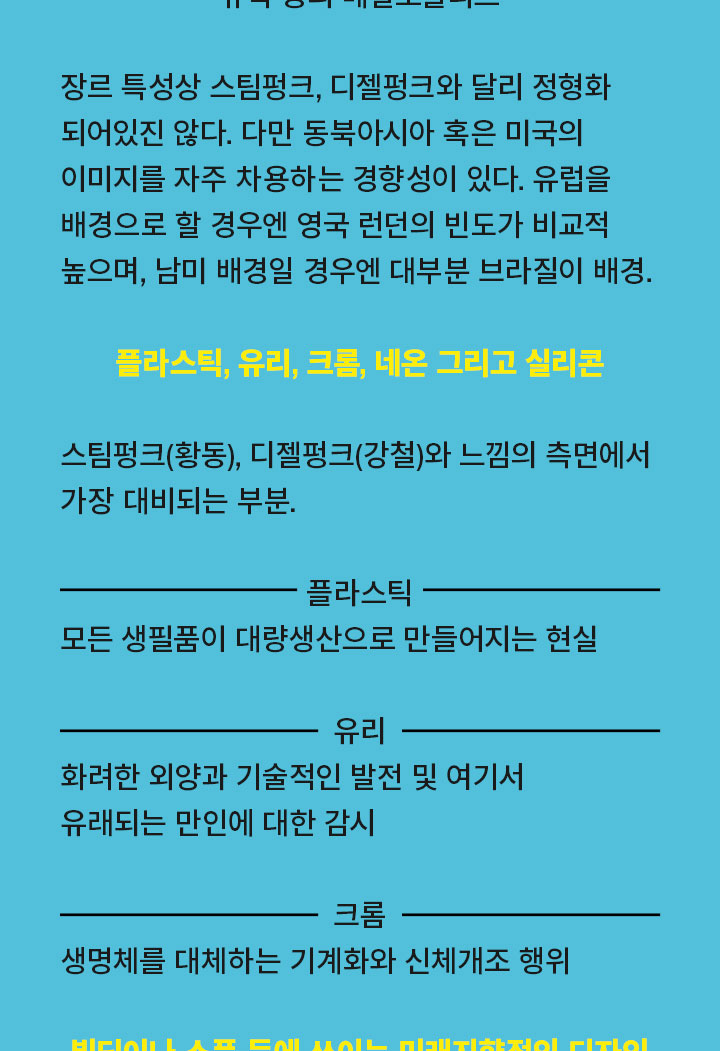 장르 특성상 스팀펑크, 디젤펑크와 달리 정형화
되어있진 않다. 다만 동북아시아 혹은 미국의
이미지를 자주 차용하는 경향성이 있다. 유럽을
배경으로 할 경우엔 영국 런던의 빈도가 비교적
높으며, 남미 배경일 경우엔 대부분 브라질이 배경.
플라스틱, 유리, 크롬, 네온 그리고 실리콘
스팀펑크(황동), 디젤펑크(강철)와 느낌의 측면에서
가장 대비되는 부분.
플라스틱
모든 생필품이 대량생산으로 만들어지는 현실
유리
화려한 외양과 기술적인 발전 및 여기서
유래되는 만인에 대한 감시
크롬
생명체를 대체하는 기계화와 신체개조 행위